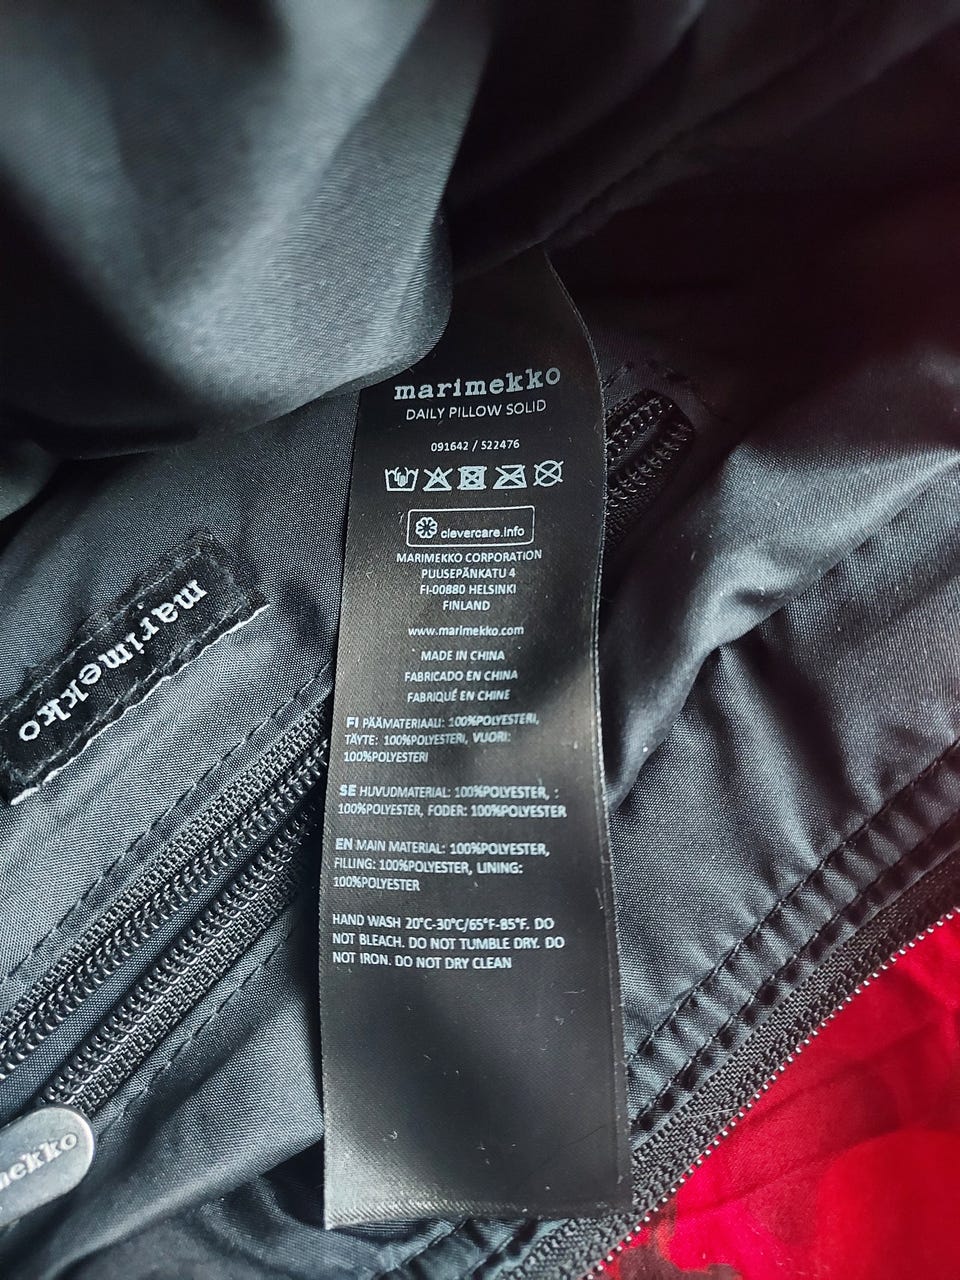 marimekko
DAILY PILLOW SOLID
091642 / 522476
clevercare.info
MARIMEKKO CORPORATION
PUUSEPÄNKATU 4
FI-00880 HELSINKI
FINLAND
www.marimekko.com
MADE IN CHINA
FABRICADO EN CHINA
FABRIQUÉ EN CHINE
FI PÄÄMATERIAALI: 100%POLYESTERI,
TÄYTE: 100%POLYESTERI, VUORI:
100%POLYESTERI
SE HUVUDMATERIAL: 100%POLYESTER, :
100%POLYESTER, FODER: 100%POLYESTER
EN MAIN MATERIAL: 100%POLYESTER,
FILLING: 100%POLYESTER, LINING:
100%POLYESTER
HAND WASH 20°C-30°C/65°F-85°F. DO
NOT BLEACH. DO NOT TUMBLE DRY. DO
NOT IRON. DO NOT DRY CLEAN
marimekko
mekko